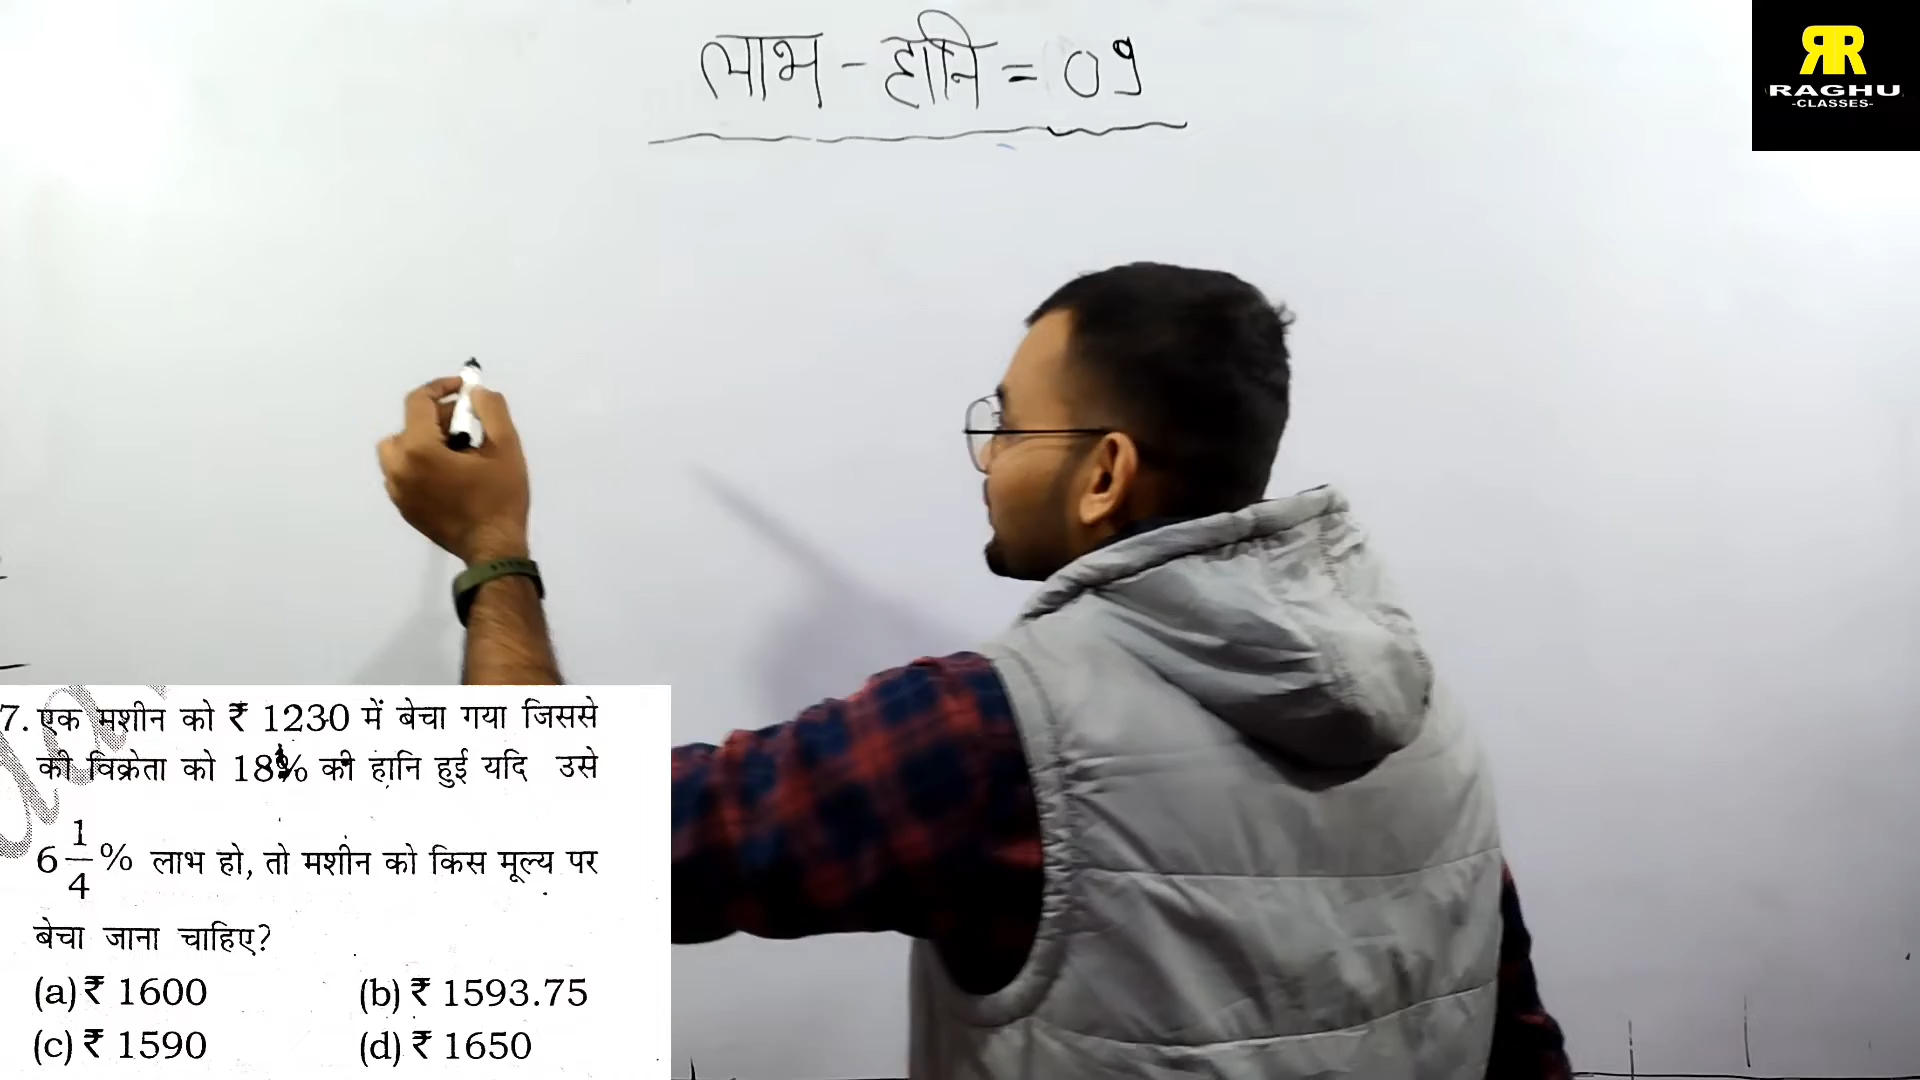 लाभ - हानि = 09
RAGHU
-CLASSES-
7. एक मशीन को ₹ 1230 में बेचा गया जिससे
की विक्रेता को 18% की हानि हुई यदि उसे
6 1/4 % लाभ हो, तो मशीन को किस मूल्य पर
बेचा जाना चाहिए?
(a) ₹ 1600 (b) ₹ 1593.75
(c) ₹ 1590 (d) ₹ 1650